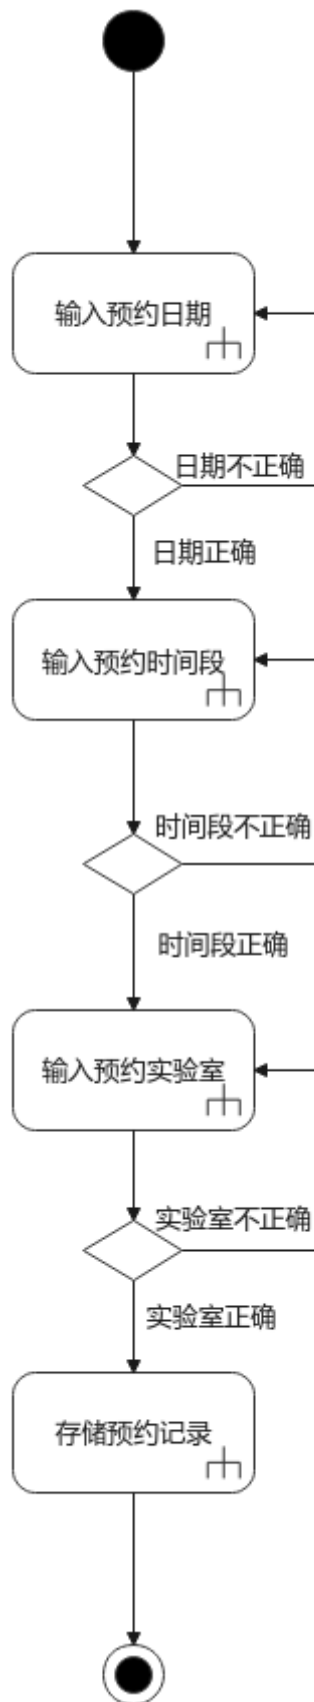 输入预约日期
日期不正确
日期正确
输入预约时间段
时间段不正确
时间段正确
输入预约实验室
实验室不正确
实验室正确
存储预约记录